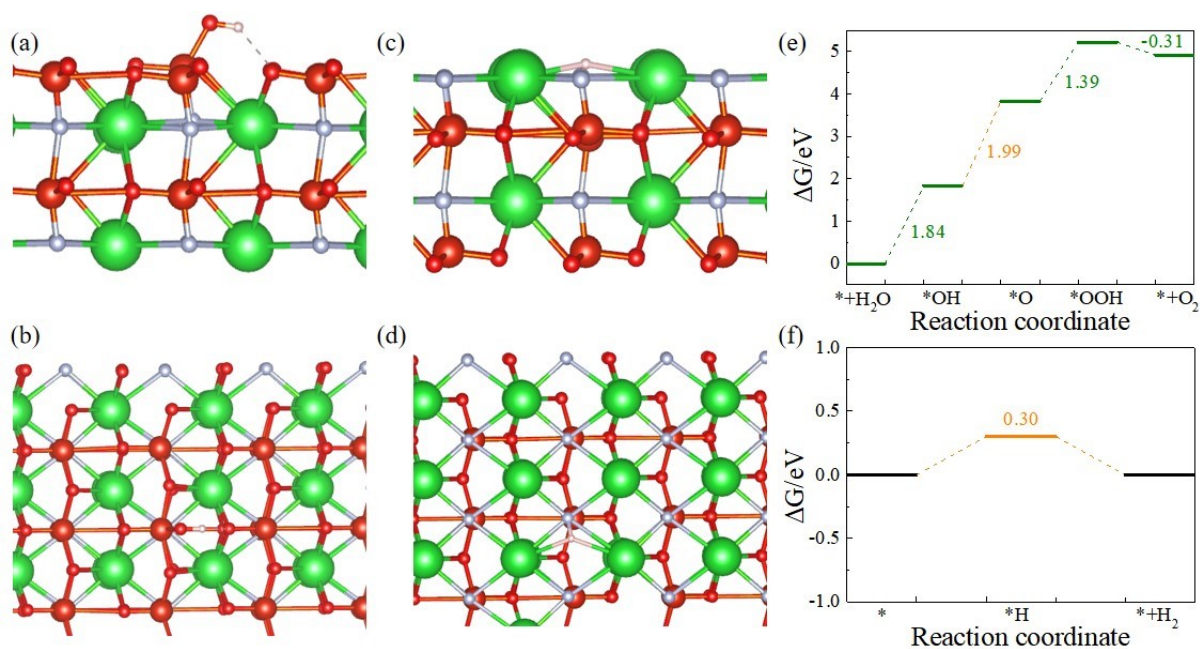 (a)
(c)
(e)
ΔG/eV
5
4
3
2
1
0
1.84
1.99
1.39
-0.31
*+H₂O
*OH
*O
*OOH
*+O₂
Reaction coordinate
(b)
(d)
(f)
ΔG/eV
1.0
0.5
0.0
-0.5
-1.0
0.30
*
*H
*+H₂
Reaction coordinate